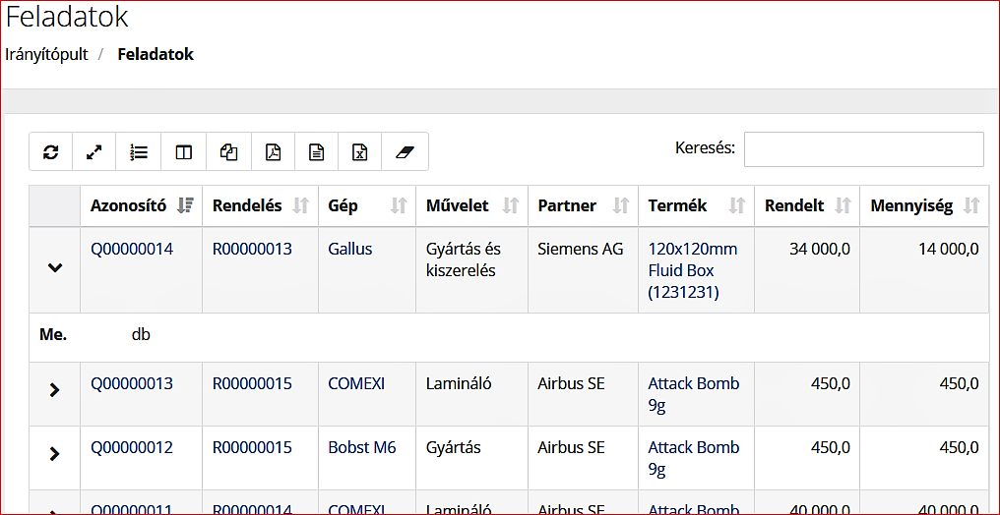 Feladatok
Irányítópult / Feladatok
Keresés:
Azonosító Rendelés Gép Művelet Partner Termék Rendelt Mennyiség
Q00000014 R00000013 Gallus Gyártás és Siemens AG 120x120mm 34 000,0 14 000,0
kiszerelés Fluid Box
(1231231)
Me. db
Q00000013 R00000015 COMEXI Lamináló Airbus SE Attack Bomb 450,0 450,0
9g
Q00000012 R00000015 Bobst M6 Gyártás Airbus SE Attack Bomb 450,0 450,0
9g
Q00000011 R00000014 COMEXI Lamináló Airbus SE Attack Bomb 40 000,0 40 000,0